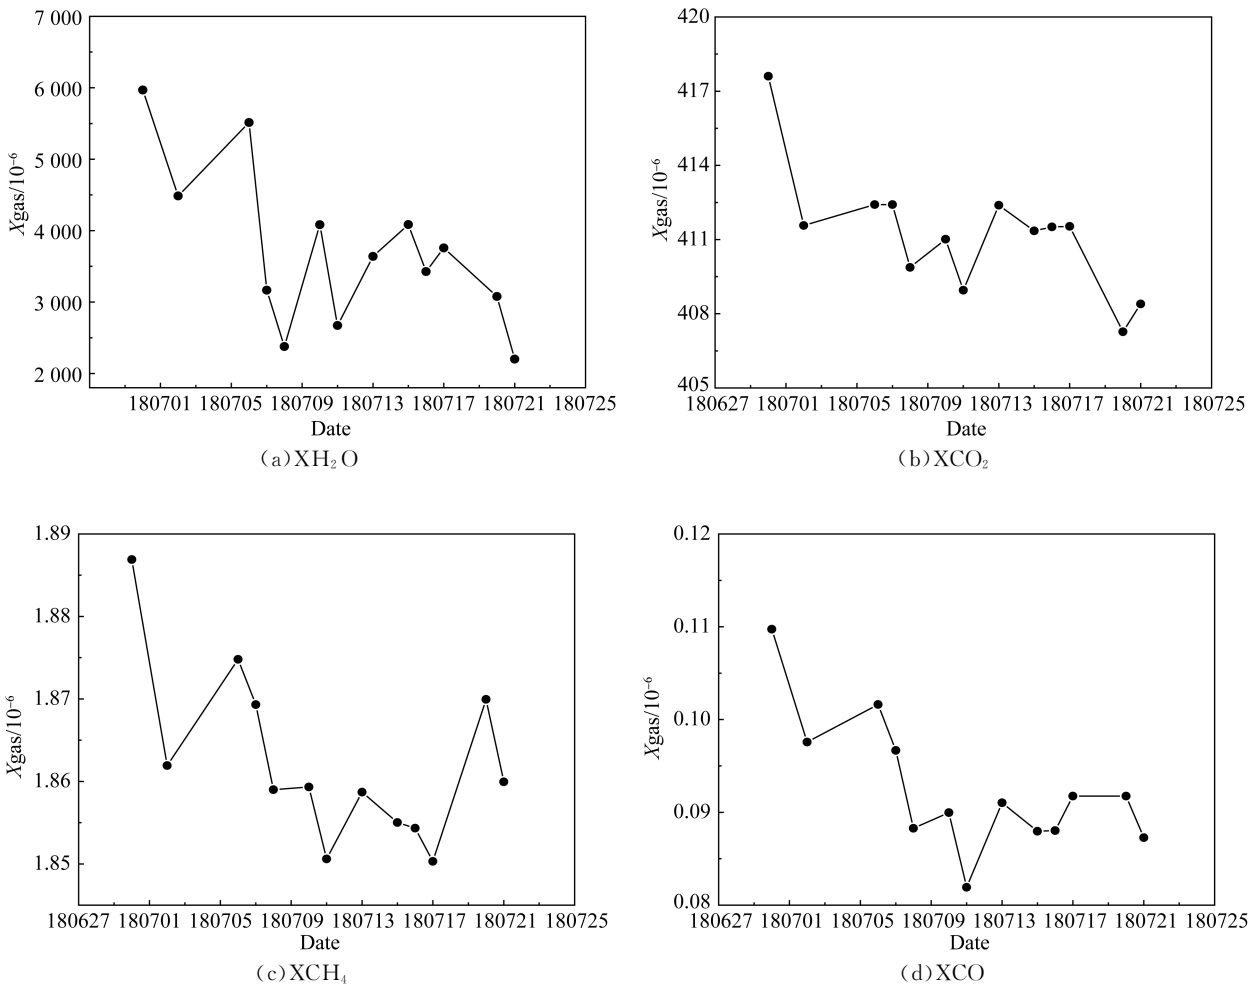 7 000
6 000
5 000
4 000
3 000
2 000
Xgas/10⁻⁶
180701 180705 180709 180713 180717 180721 180725
Date
(a)XH₂O
420
417
414
411
408
405
Xgas/10⁻⁶
180627 180701 180705 180709 180713 180717 180721 180725
Date
(b)XCO₂
1.89
1.88
1.87
1.86
1.85
Xgas/10⁻⁶
180627 180701 180705 180709 180713 180717 180721 180725
Date
(c)XCH₄
0.12
0.11
0.10
0.09
0.08
Xgas/10⁻⁶
180627 180701 180705 180709 180713 180717 180721 180725
Date
(d)XCO